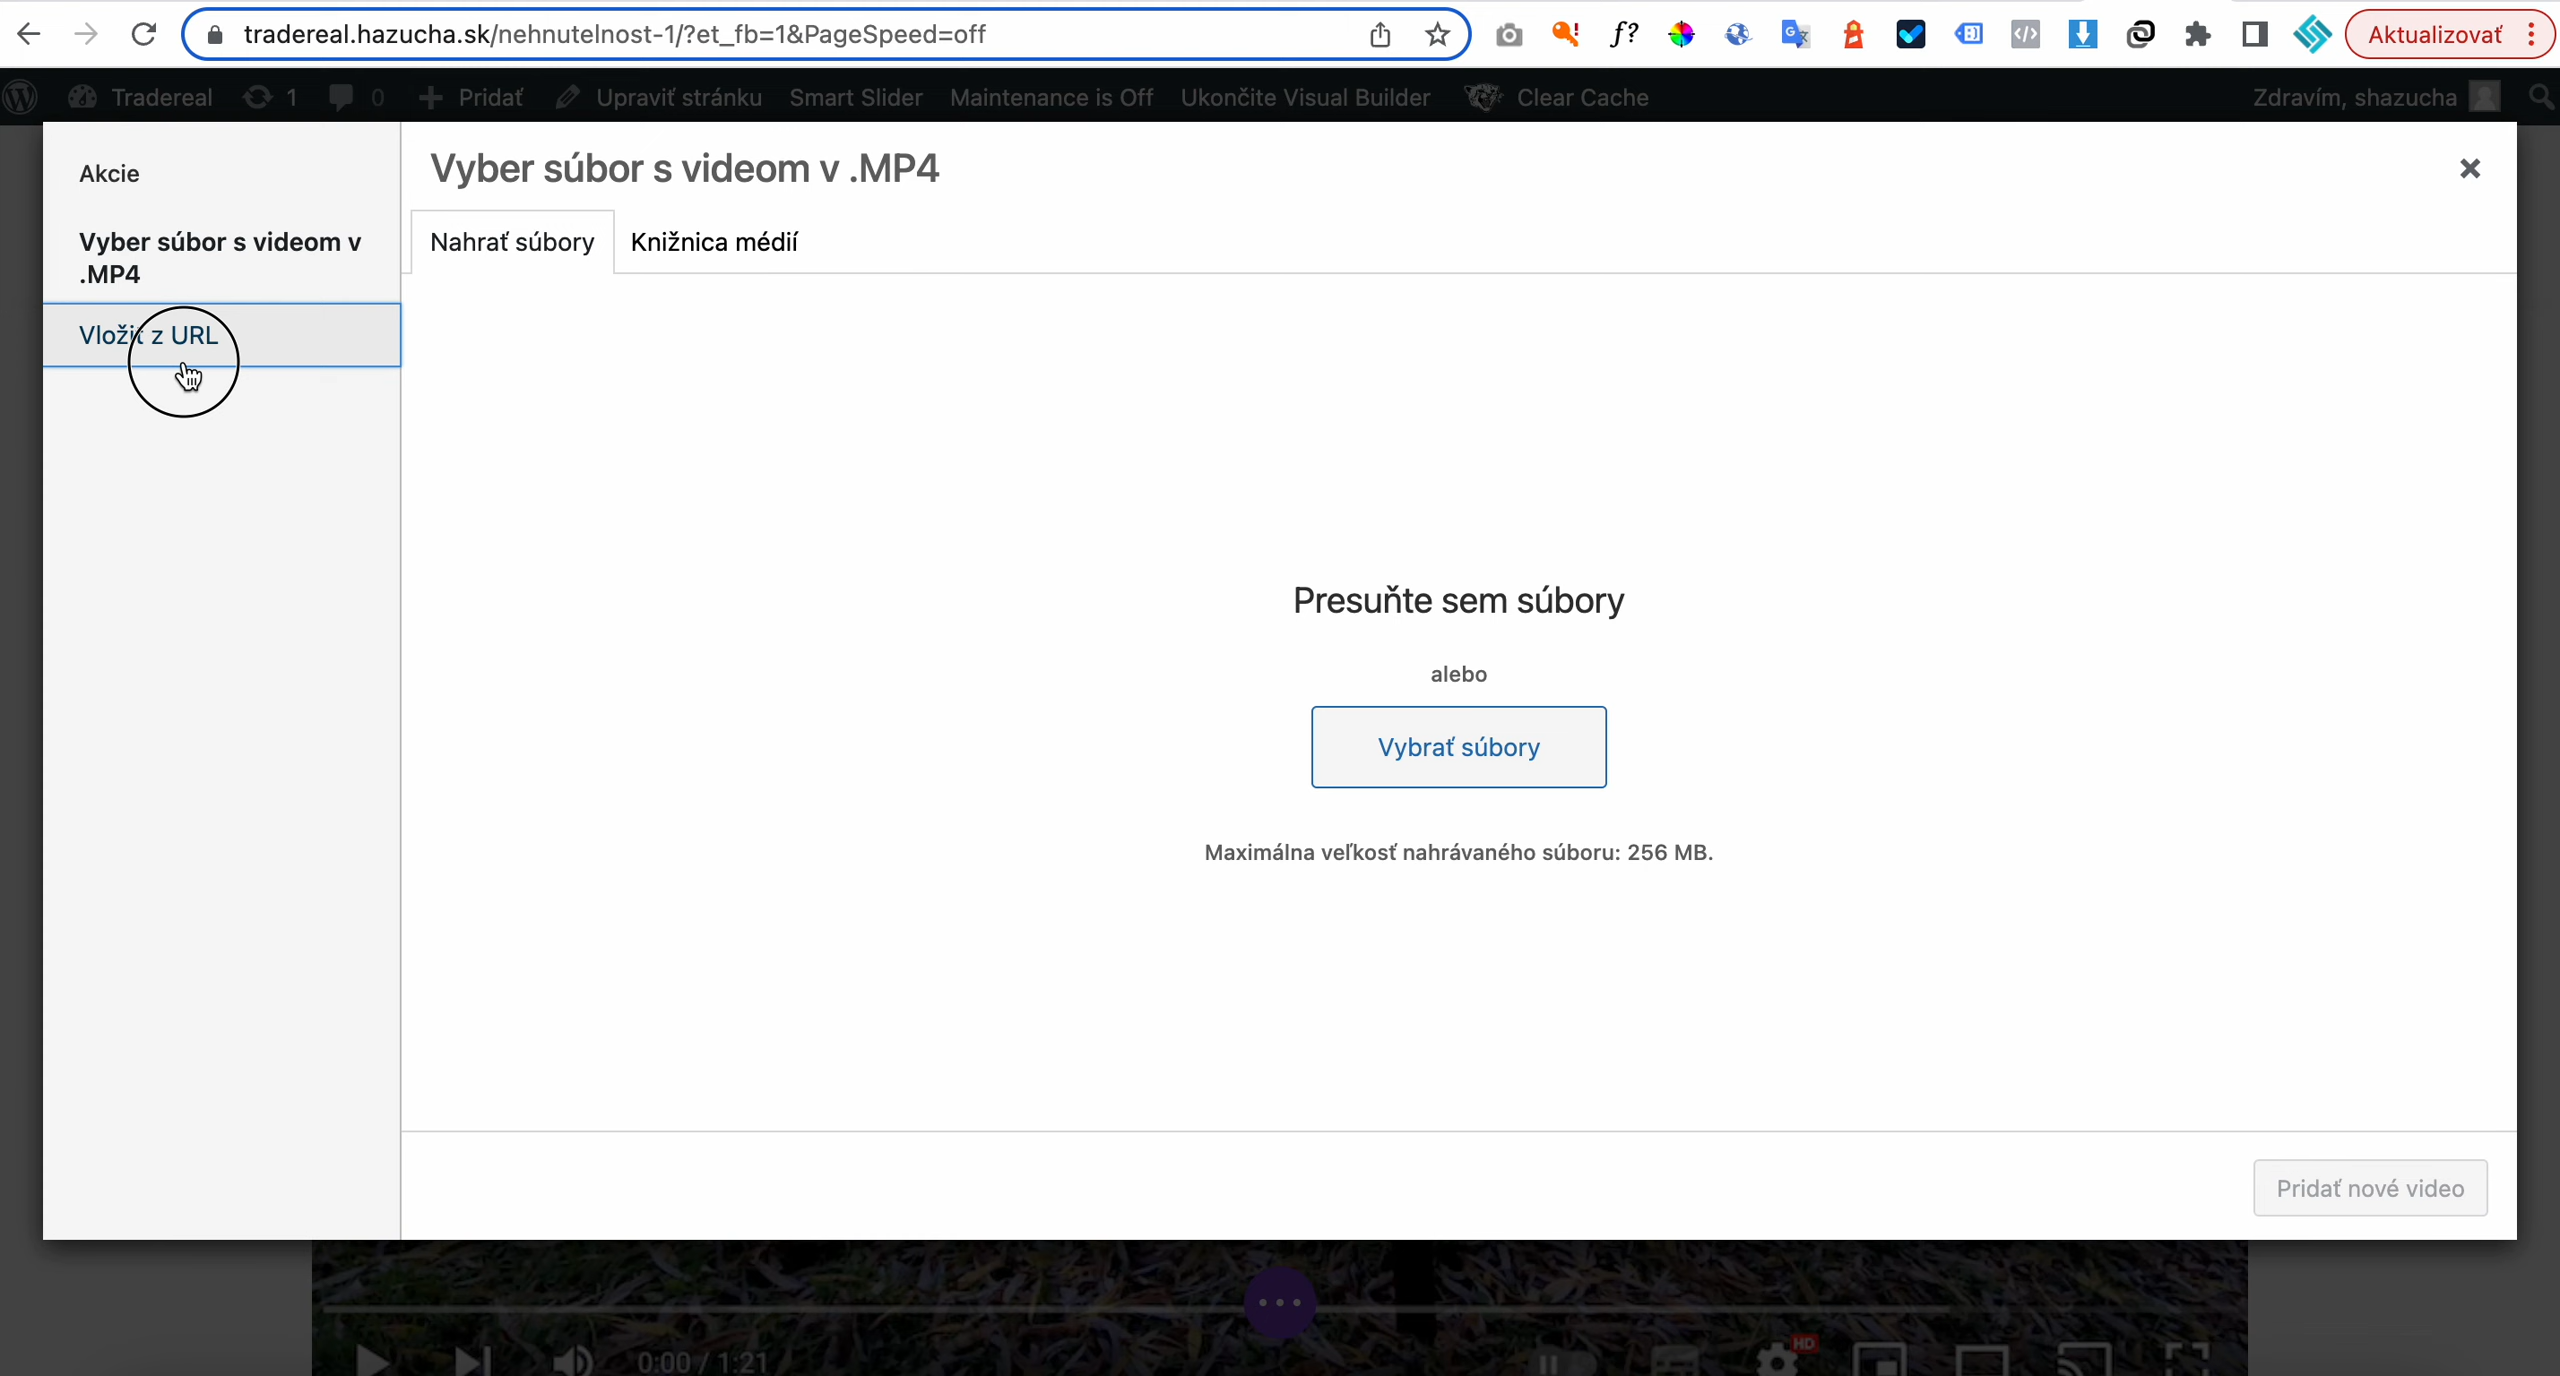 tradereal.hazucha.sk/nehnutelnost-1/?et_fb=1&PageSpeed=off
f?
Aktualizovať
Tradereal 1 0 Pridať Upraviť stránku Smart Slider Maintenance is Off Ukončite Visual Builder Clear Cache Zdravím, shazucha
Akcie
Vyber súbor s videom v
.MP4
Vložiť z URL
Vyber súbor s videom v .MP4
Nahrať súbory Knižnica médií
Presuňte sem súbory
alebo
Vybrať súbory
Maximálna veľkosť nahrávaného súboru: 256 MB.
Pridať nové video
HD
0:00 / 1:21